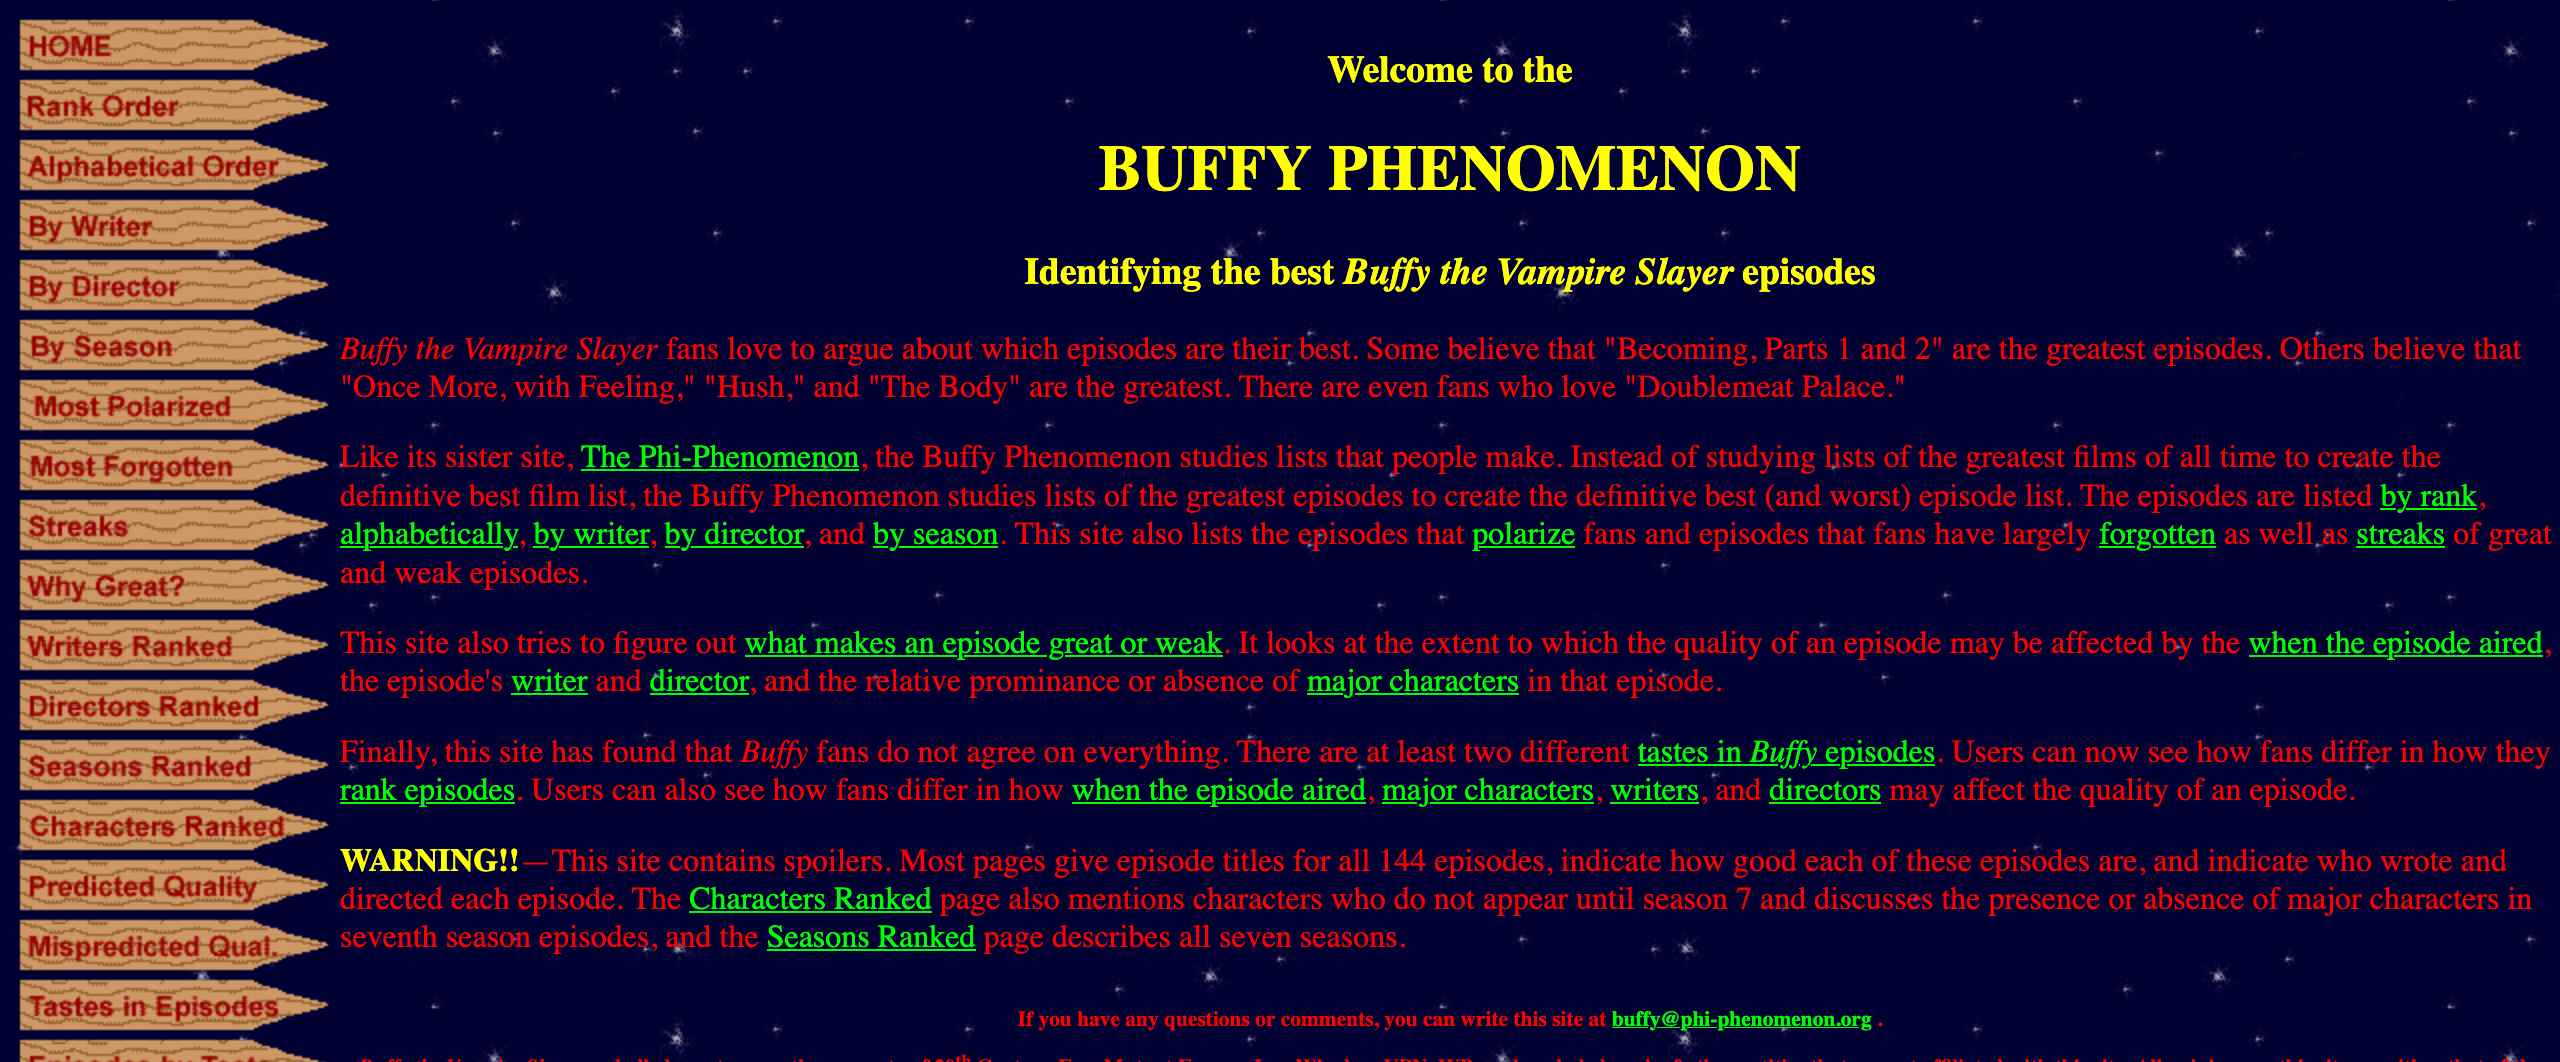 HOME
Rank Order
Alphabetical Order
By Writer
By Director
By Season
Most Polarized
Most Forgotten
Streaks
Why Great?
Writers Ranked
Directors Ranked
Seasons Ranked
Characters Ranked
Predicted Quality
Mispredicted Qual.
Tastes in Episodes
Welcome to the
BUFFY PHENOMENON
Identifying the best Buffy the Vampire Slayer episodes
Buffy the Vampire Slayer fans love to argue about which episodes are their best. Some believe that "Becoming, Parts 1 and 2" are the greatest episodes. Others believe that
"Once More, with Feeling," "Hush," and "The Body" are the greatest. There are even fans who love "Doublemeat Palace."
Like its sister site, The Phi-Phenomenon, the Buffy Phenomenon studies lists that people make. Instead of studying lists of the greatest films of all time to create the
definitive best film list, the Buffy Phenomenon studies lists of the greatest episodes to create the definitive best (and worst) episode list. The episodes are listed by rank,
alphabetically, by writer, by director, and by season. This site also lists the episodes that polarize fans and episodes that fans have largely forgotten as well as streaks of great
and weak episodes.
This site also tries to figure out what makes an episode great or weak. It looks at the extent to which the quality of an episode may be affected by the when the episode aired,
the episode's writer and director, and the relative prominance or absence of major characters in that episode.
Finally, this site has found that Buffy fans do not agree on everything. There are at least two different tastes in Buffy episodes. Users can now see how fans differ in how they
rank episodes. Users can also see how fans differ in how when the episode aired, major characters, writers, and directors may affect the quality of an episode.
WARNING!!—This site contains spoilers. Most pages give episode titles for all 144 episodes, indicate how good each of these episodes are, and indicate who wrote and
directed each episode. The Characters Ranked page also mentions characters who do not appear until season 7 and discusses the presence or absence of major characters in
seventh season episodes, and the Seasons Ranked page describes all seven seasons.
If you have any questions or comments, you can write this site at buffy@phi-phenomenon.org .